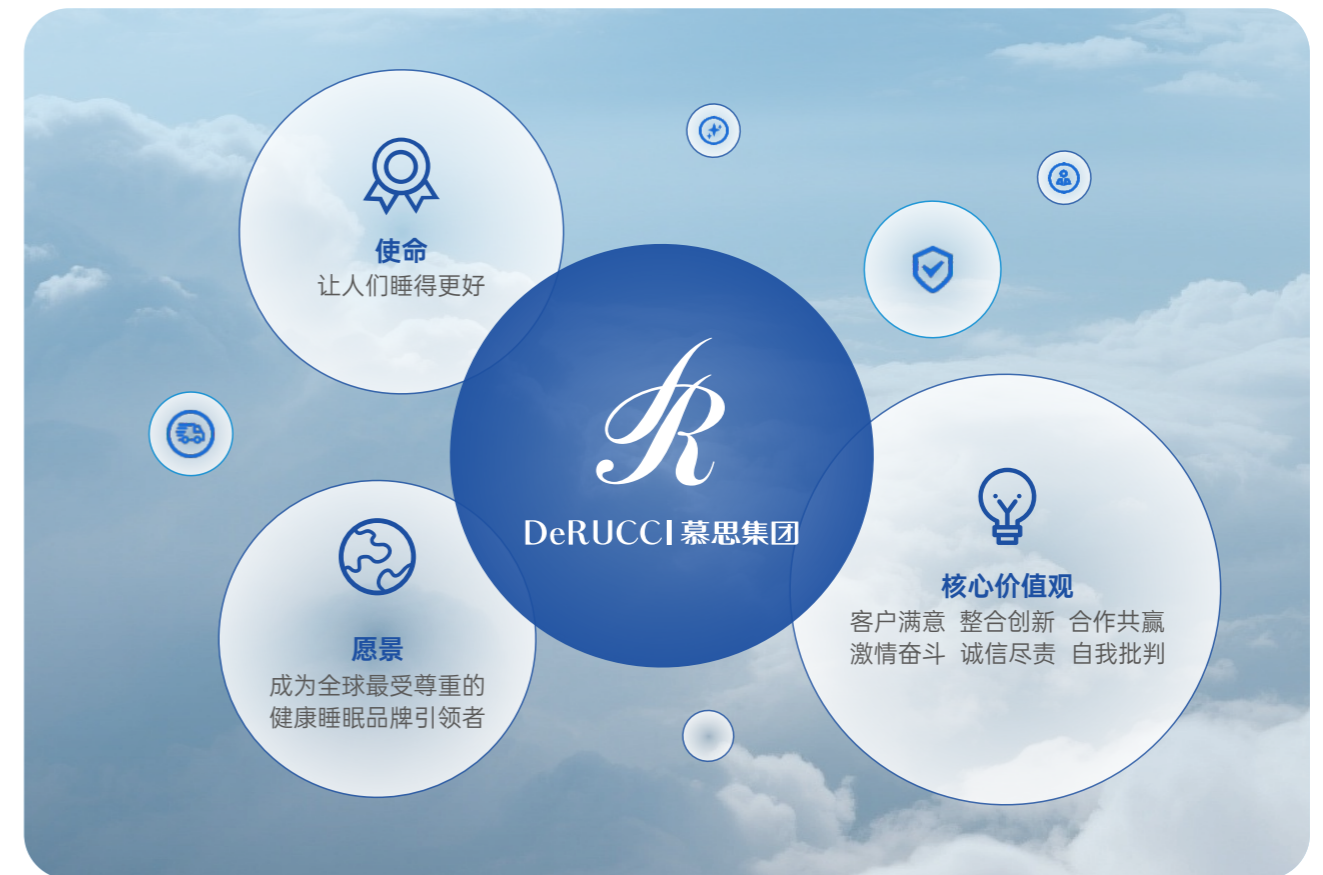 使命
让人们睡得更好
DeRUCCI 慕思集团
愿景
成为全球最受尊重的
健康睡眠品牌引领者
核心价值观
客户满意 整合创新 合作共赢
激情奋斗 诚信尽责 自我批判